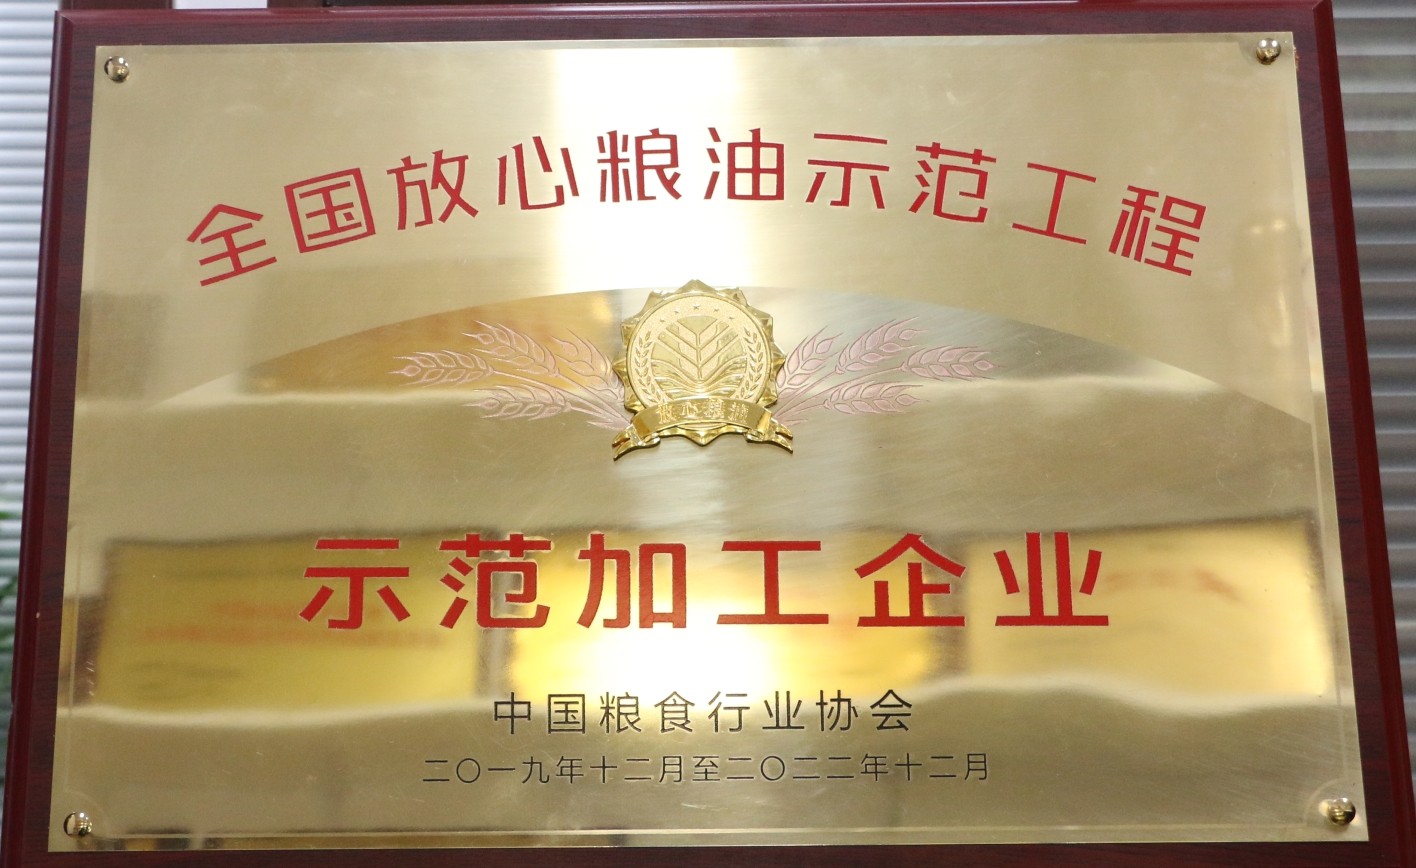 全国放心粮油示范工程
放心粮油
示范加工企业
中国粮食行业协会
二〇一九年十二月至二〇二二年十二月